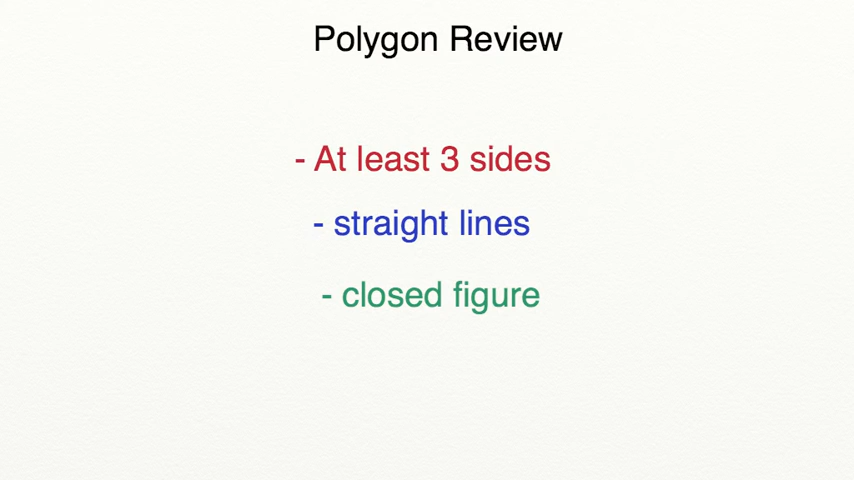 Polygon Review
- At least 3 sides
- straight lines
- closed figure